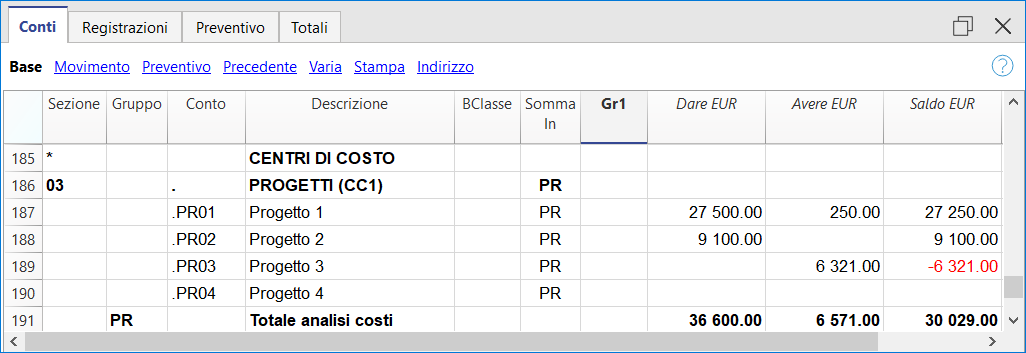 Conti Registrazioni Preventivo Totali
Base Movimento Preventivo Precedente Varia Stampa Indirizzo ?
Sezione Gruppo Conto Descrizione BClasse Somma In Gr1 Dare EUR Avere EUR Saldo EUR
185 * CENTRI DI COSTO
186 03 . PROGETTI (CC1) PR
187 .PR01 Progetto 1 PR 27 500.00 250.00 27 250.00
188 .PR02 Progetto 2 PR 9 100.00 9 100.00
189 .PR03 Progetto 3 PR 6 321.00 -6 321.00
190 .PR04 Progetto 4 PR
191 PR Totale analisi costi 36 600.00 6 571.00 30 029.00